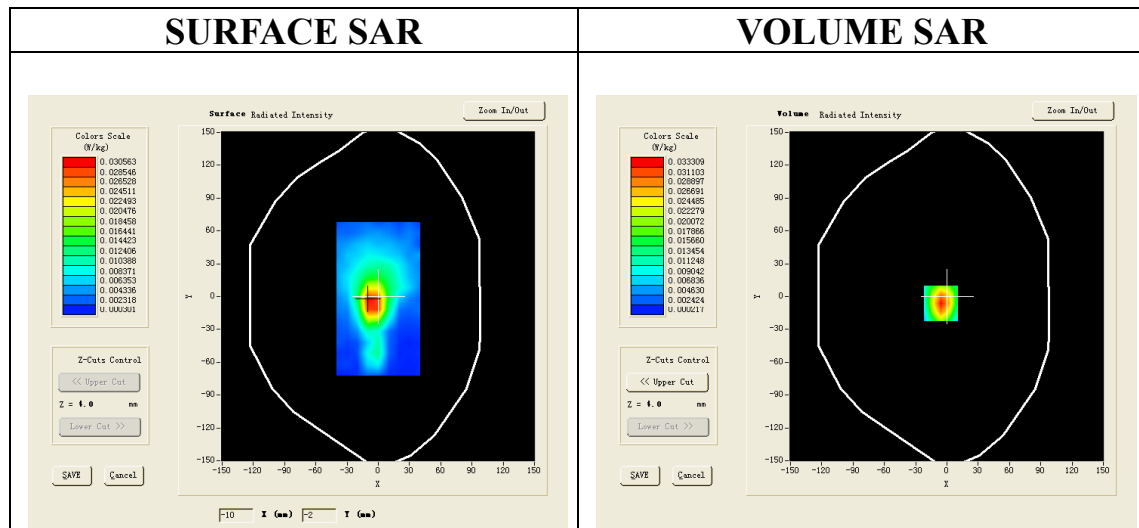 SURFACE SAR
VOLUME SAR
Surface Radiated Intensity
Zoom In/Out
Colors Scale
(W/kg)
0.030563
0.028546
0.026528
0.024511
0.022493
0.020476
0.018458
0.016441
0.014423
0.012406
0.010388
0.008371
0.006353
0.004336
0.002318
0.000301
150
120
90
60
30
0
-30
-60
-90
-120
-150
Y
-150 -120 -90 -60 -30 0 30 60 90 120 150
X
Z-Cuts Control
<< Upper Cut
Z = 4.0 mm
Lower Cut >>
SAVE Cancel
-10 X (mm) -2 Y (mm)
Volume Radiated Intensity
Zoom In/Out
Colors Scale
(W/kg)
0.033309
0.031103
0.028897
0.026691
0.024485
0.022279
0.020072
0.017866
0.015660
0.013454
0.011248
0.009042
0.006836
0.004630
0.002424
0.000217
150
120
90
60
30
0
-30
-60
-90
-120
-150
Y
-150 -120 -90 -60 -30 0 30 60 90 120 150
X
Z-Cuts Control
<< Upper Cut
Z = 4.0 mm
Lower Cut >>
SAVE Cancel